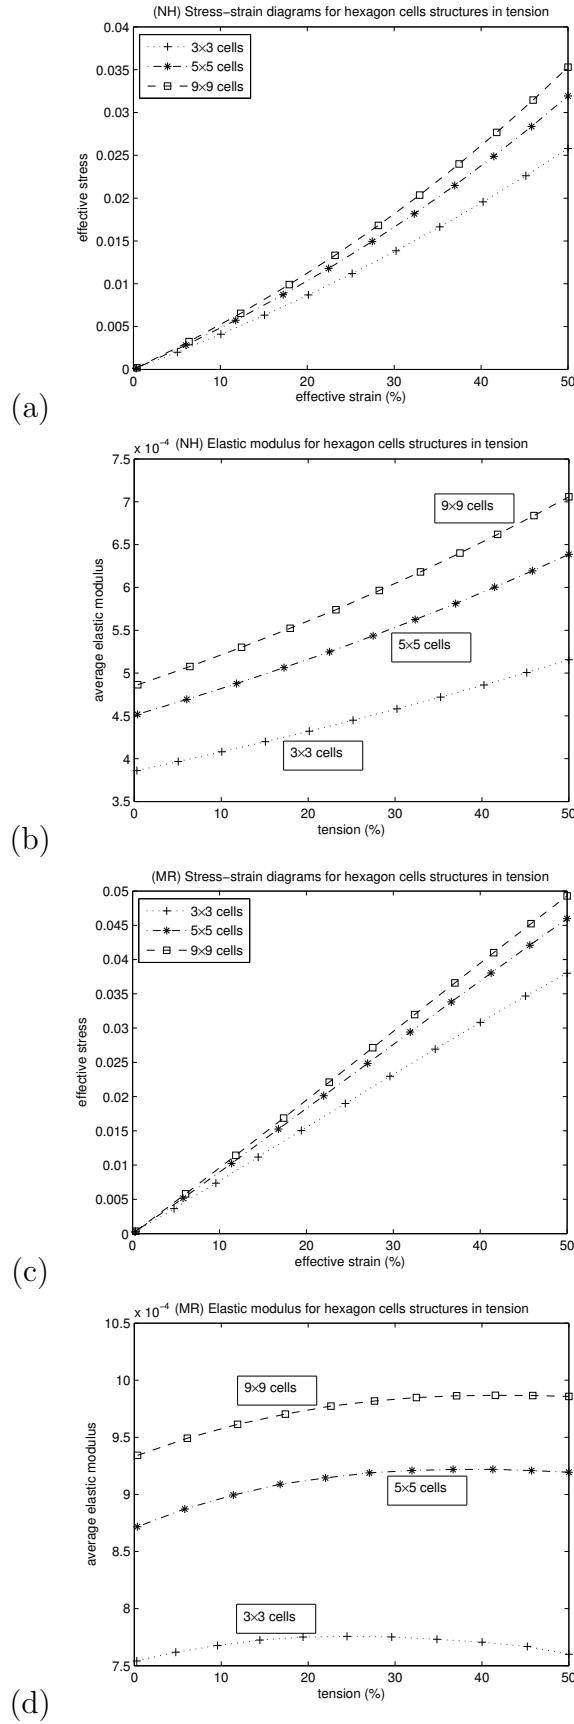 (NH) Stress−strain diagrams for hexagon cells structures in tension
0.04
0.035
0.03
0.025
0.02
0.015
0.01
0.005
0
3×3 cells
5×5 cells
9×9 cells
effective stress
0 10 20 30 40 50
effective strain (%)
(a)
x 10⁻⁴ (NH) Elastic modulus for hexagon cells structures in tension
7.5
7
6.5
6
5.5
5
4.5
4
3.5
9×9 cells
5×5 cells
3×3 cells
average elastic modulus
0 10 20 30 40 50
tension (%)
(b)
(MR) Stress−strain diagrams for hexagon cells structures in tension
0.05
0.045
0.04
0.035
0.03
0.025
0.02
0.015
0.01
0.005
0
3×3 cells
5×5 cells
9×9 cells
effective stress
0 10 20 30 40 50
effective strain (%)
(c)
x 10⁻⁴ (MR) Elastic modulus for hexagon cells structures in tension
10.5
10
9.5
9
8.5
8
7.5
9×9 cells
5×5 cells
3×3 cells
average elastic modulus
0 10 20 30 40 50
tension (%)
(d)